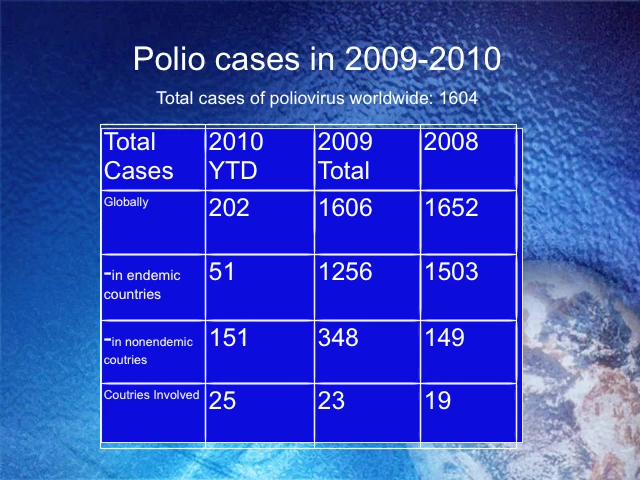 Polio cases in 2009-2010
Total cases of poliovirus worldwide: 1604
Total Cases 2010 YTD 2009 Total 2008
Globally 202 1606 1652
-in endemic countries 51 1256 1503
-in nonendemic coutries 151 348 149
Coutries Involved 25 23 19